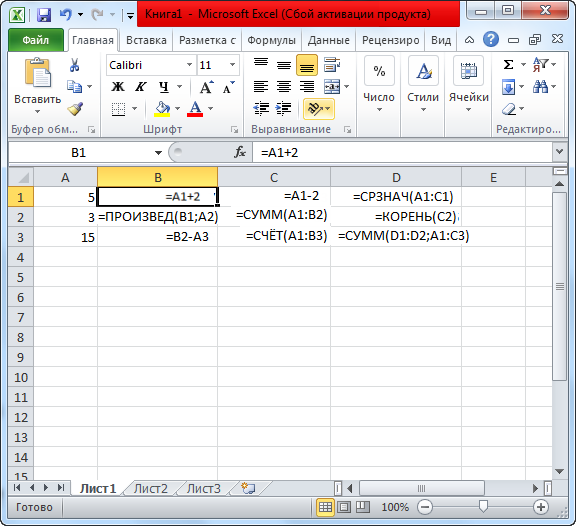 Книга1 - Microsoft Excel (Сбой активации продукта)
Файл Главная Вставка Разметка с Формулы Данные Рецензиро Вид
Вставить
Calibri 11
Ж К Ч
А А
А
Число Стили Ячейки
Σ
Буфер обм... Шрифт Выравнивание Редактиро...
B1 fx =A1+2
A B C D E
1 5 =A1+2 =A1-2 =СРЗНАЧ(A1:C1)
2 3 =ПРОИЗВЕД(B1;A2) =СУММ(A1:B2) =КОРЕНЬ(C2)
3 15 =B2-A3 =СЧЁТ(A1:B3) =СУММ(D1:D2;A1:C3)
4
5
6
7
8
9
10
11
12
13
14
15
Лист1 Лист2 Лист3
Готово 100%